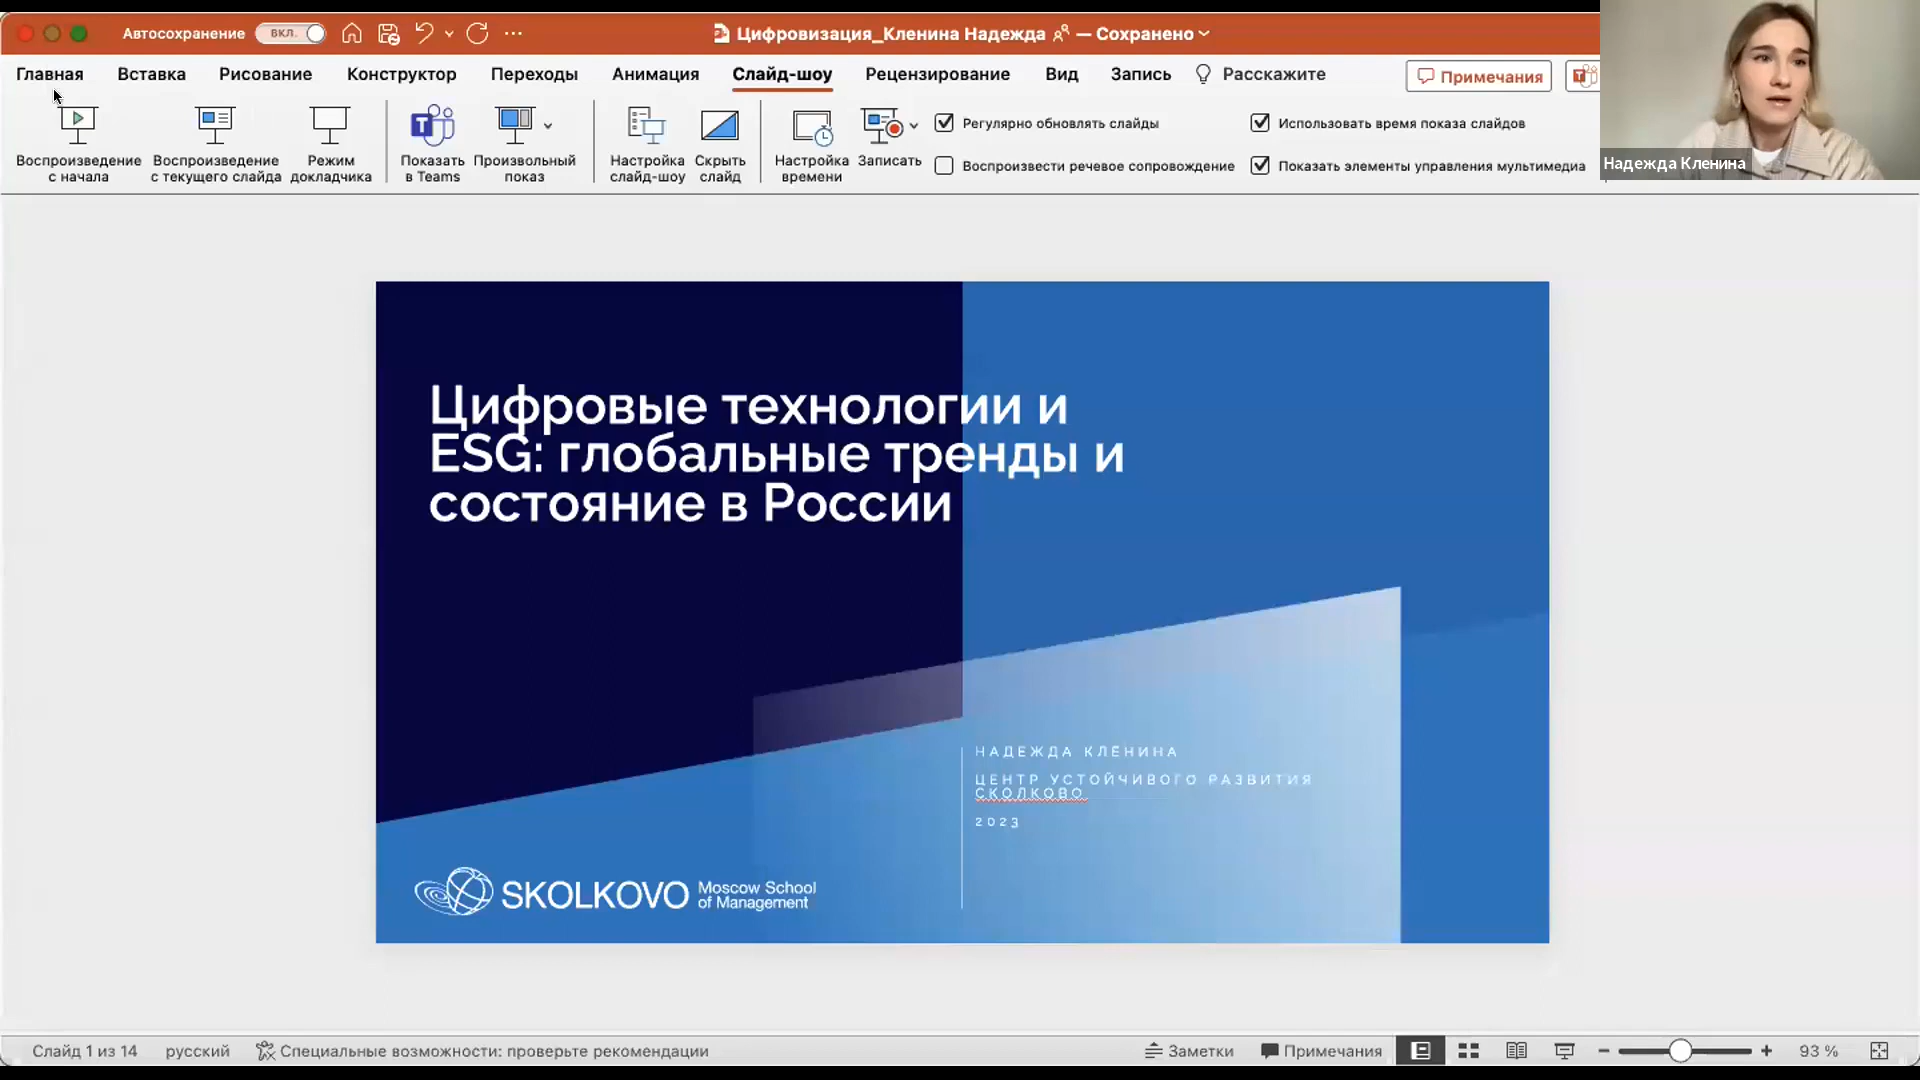 Автосохранение ВКЛ. Цифровизация_Кленина Надежда — Сохранено
Главная Вставка Рисование Конструктор Переходы Анимация Слайд-шоу Рецензирование Вид Запись Расскажите Примечания
Воспроизведение с начала
Воспроизведение с текущего слайда
Режим докладчика
Показать в Teams
Произвольный показ
Настройка слайд-шоу
Скрыть слайд
Настройка времени
Записать
Регулярно обновлять слайды
Воспроизвести речевое сопровождение
Использовать время показа слайдов
Показать элементы управления мультимедиа
Надежда Кленина
Цифровые технологии и
ESG: глобальные тренды и
состояние в России
НАДЕЖДА КЛЕНИНА
ЦЕНТР УСТОЙЧИВОГО РАЗВИТИЯ
СКОЛКОВО
2023
SKOLKOVO Moscow School
of Management
Слайд 1 из 14 русский Специальные возможности: проверьте рекомендации Заметки Примечания 93 %